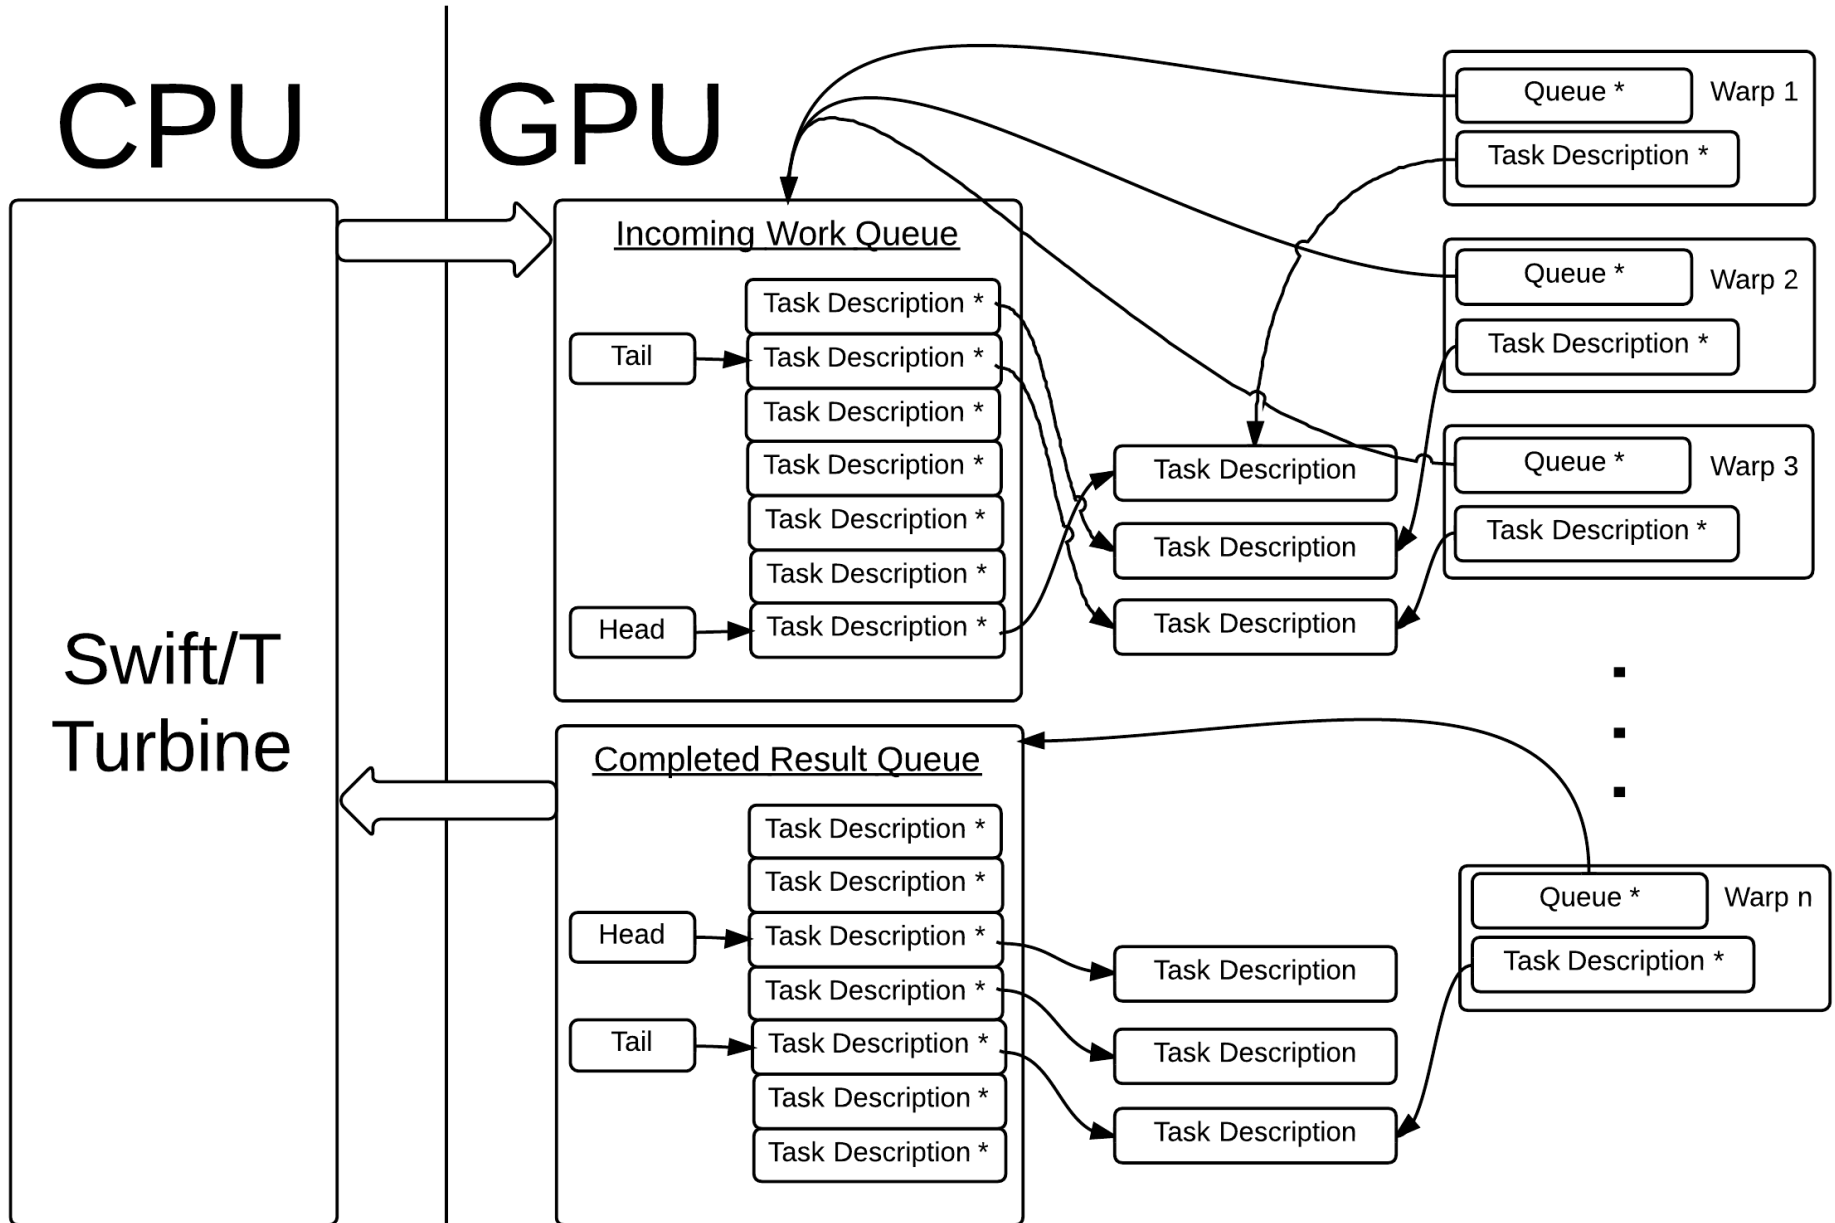 CPU
GPU
Swift/T
Turbine
Incoming Work Queue
Task Description *
Tail
Task Description *
Task Description *
Task Description *
Task Description *
Task Description *
Head
Task Description *
Task Description
Task Description
Task Description
Queue *
Warp 1
Task Description *
Queue *
Warp 2
Task Description *
Queue *
Warp 3
Task Description *
Completed Result Queue
Task Description *
Task Description *
Head
Task Description *
Task Description *
Tail
Task Description *
Task Description *
Task Description *
Task Description
Task Description
Task Description
Queue *
Warp n
Task Description *